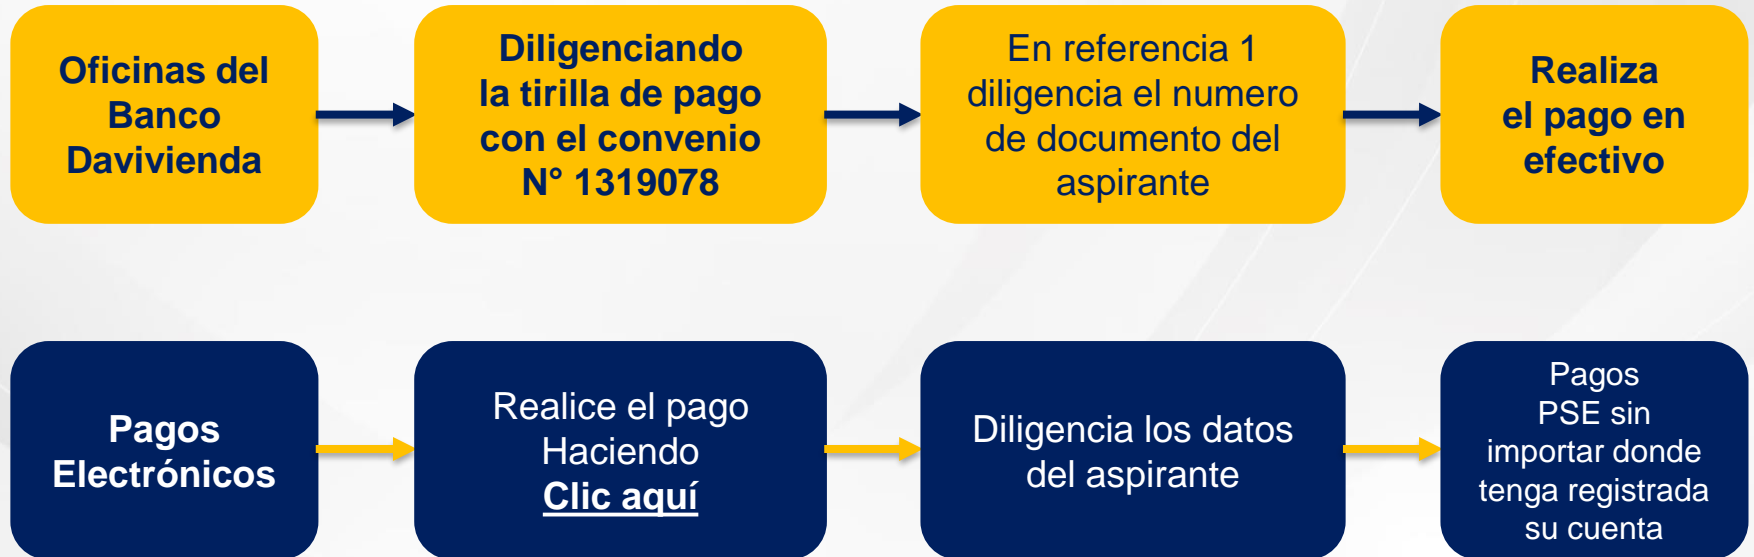 Oficinas del
Banco
Davivienda
Diligenciando
la tirilla de pago
con el convenio
N° 1319078
En referencia 1
diligencia el numero
de documento del
aspirante
Realiza
el pago en
efectivo
Pagos
Electrónicos
Realice el pago
Haciendo
Clic aquí
Diligencia los datos
del aspirante
Pagos
PSE sin
importar donde
tenga registrada
su cuenta